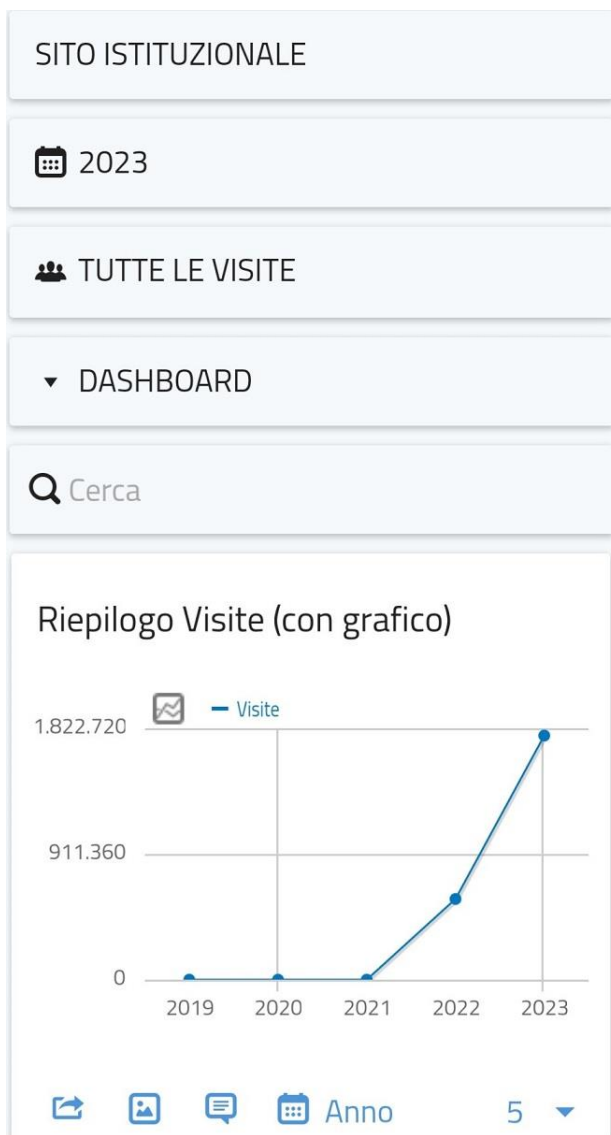 SITO ISTITUZIONALE
2023
TUTTE LE VISITE
DASHBOARD
Cerca
Riepilogo Visite (con grafico)
Visite
1.822.720
911.360
0
2019 2020 2021 2022 2023
Anno 5